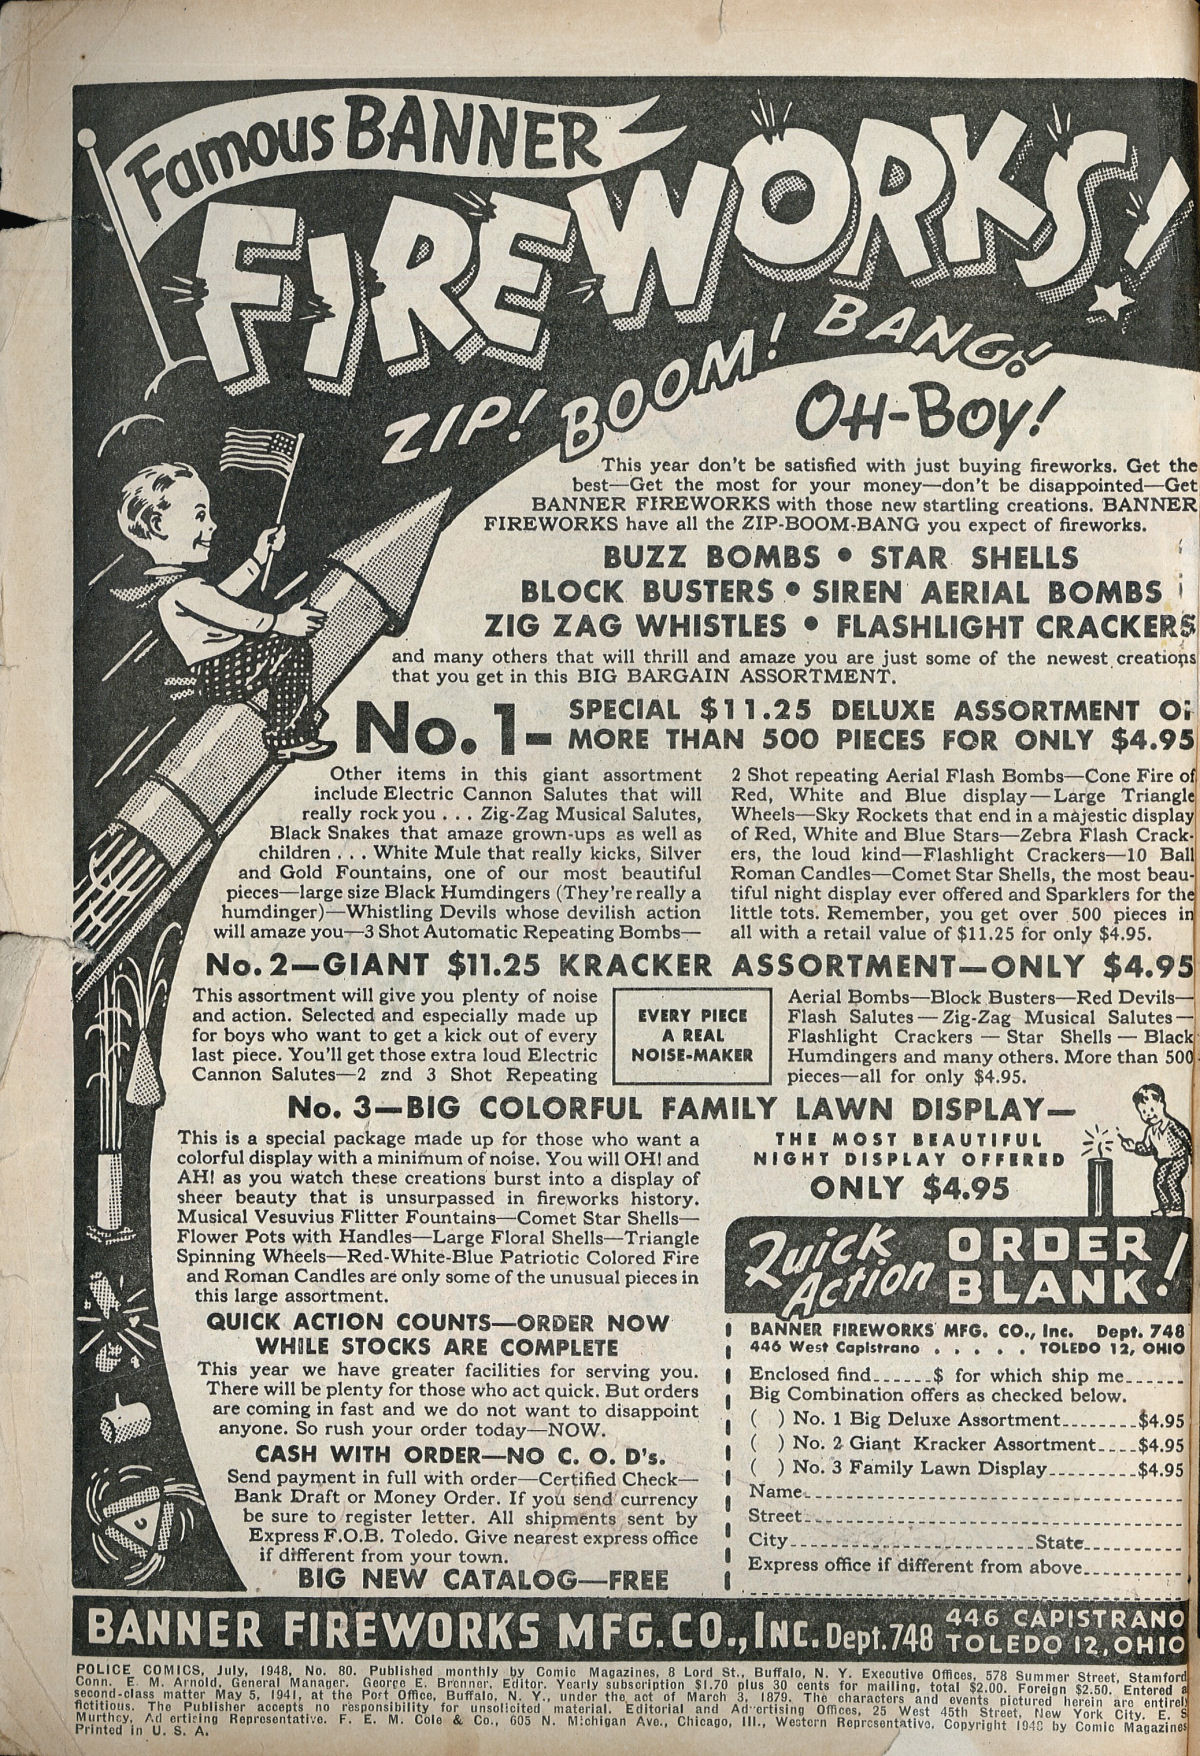 Famous BANNER
FIREWORKS!
ZIP! BOOM! BANG!
OH-BOY!
This year don't be satisfied with just buying fireworks. Get the
best—Get the most for your money—don't be disappointed—Get
BANNER FIREWORKS with those new startling creations. BANNER
FIREWORKS have all the ZIP-BOOM-BANG you expect of fireworks.
BUZZ BOMBS • STAR SHELLS
BLOCK BUSTERS • SIREN AERIAL BOMBS
ZIG ZAG WHISTLES • FLASHLIGHT CRACKERS
and many others that will thrill and amaze you are just some of the newest creations
that you get in this BIG BARGAIN ASSORTMENT.
No. 1—
SPECIAL $11.25 DELUXE ASSORTMENT OF
MORE THAN 500 PIECES FOR ONLY $4.95
Other items in this giant assortment
include Electric Cannon Salutes that will
really rock you . . . Zig-Zag Musical Salutes,
Black Snakes that amaze grown-ups as well as
children . . . White Mule that really kicks, Silver
and Gold Fountains, one of our most beautiful
pieces—large size Black Humdingers (They're really a
humdinger)—Whistling Devils whose devilish action
will amaze you—3 Shot Automatic Repeating Bombs—
2 Shot repeating Aerial Flash Bombs—Cone Fire of
Red, White and Blue display—Large Triangle
Wheels—Sky Rockets that end in a majestic display
of Red, White and Blue Stars—Zebra Flash Crack-
ers, the loud kind—Flashlight Crackers—10 Ball
Roman Candles—Comet Star Shells, the most beau-
tiful night display ever offered and Sparklers for the
little tots. Remember, you get over 500 pieces in
all with a retail value of $11.25 for only $4.95.
No. 2—GIANT $11.25 KRACKER ASSORTMENT—ONLY $4.95
This assortment will give you plenty of noise
and action. Selected and especially made up
for boys who want to get a kick out of every
last piece. You'll get those extra loud Electric
Cannon Salutes—2 znd 3 Shot Repeating
EVERY PIECE
A REAL
NOISE-MAKER
Aerial Bombs—Block Busters—Red Devils—
Flash Salutes—Zig-Zag Musical Salutes—
Flashlight Crackers—Star Shells—Black
Humdingers and many others. More than 500
pieces—all for only $4.95.
No. 3—BIG COLORFUL FAMILY LAWN DISPLAY—
This is a special package made up for those who want a
colorful display with a minimum of noise. You will OH! and
AH! as you watch these creations burst into a display of
sheer beauty that is unsurpassed in fireworks history.
Musical Vesuvius Flitter Fountains—Comet Star Shells—
Flower Pots with Handles—Large Floral Shells—Triangle
Spinning Wheels—Red-White-Blue Patriotic Colored Fire
and Roman Candles are only some of the unusual pieces in
this large assortment.
THE MOST BEAUTIFUL
NIGHT DISPLAY OFFERED
ONLY $4.95
QUICK ACTION COUNTS—ORDER NOW
WHILE STOCKS ARE COMPLETE
This year we have greater facilities for serving you.
There will be plenty for those who act quick. But orders
are coming in fast and we do not want to disappoint
anyone. So rush your order today—NOW.
CASH WITH ORDER—NO C. O. D's.
Send payment in full with order—Certified Check—
Bank Draft or Money Order. If you send currency
be sure to register letter. All shipments sent by
Express F.O.B. Toledo. Give nearest express office
if different from your town.
BIG NEW CATALOG—FREE
Quick Action ORDER BLANK!
BANNER FIREWORKS MFG. CO., Inc. Dept. 748
446 West Capistrano . . . . . TOLEDO 12, OHIO
Enclosed find......$ for which ship me......
Big Combination offers as checked below.
( ) No. 1 Big Deluxe Assortment........$4.95
( ) No. 2 Giant Kracker Assortment....$4.95
( ) No. 3 Family Lawn Display.........$4.95
Name
Street
City State
Express office if different from above
BANNER FIREWORKS MFG. CO., INC. Dept. 748
446 CAPISTRANO
TOLEDO 12, OHIO
POLICE COMICS, July, 1948, No. 80. Published monthly by Comic Magazines, 8 Lord St., Buffalo, N. Y. Executive Offices, 578 Summer Street, Stamford
Conn. E. M. Arnold, General Manager. George E. Brenner, Editor. Yearly subscription $1.70 plus 30 cents for mailing, total $2.00. Foreign $2.50, Entered a
second-class matter May 5, 1941, at the Port Office, Buffalo, N. Y., under the act of March 3, 1879. The characters and events pictured herein are entirely
fictitious. The Publisher accepts no responsibility for unsolicited material. Editorial and Advertising Offices, 25 West 45th Street, New York City. E. S
Murthey, Advertising Representative. F. E. M. Cole & Co., 605 N. Michigan Ave., Chicago, Ill., Western Representative. Copyright 1948 by Comic Magazines
Printed in U. S. A.